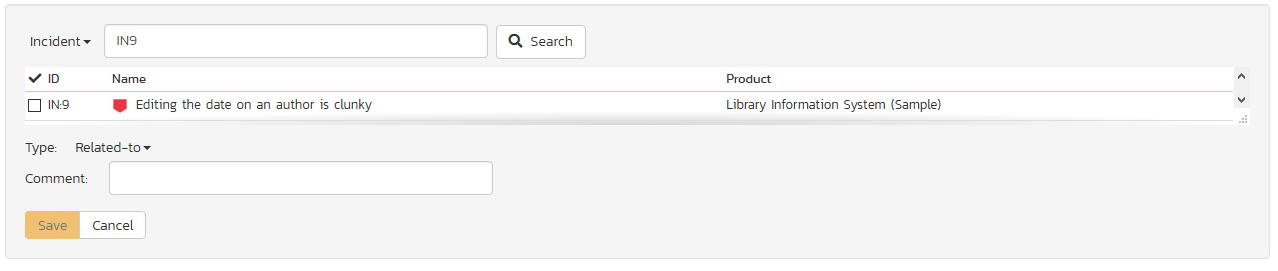 Incident IN9 Search
ID Name Product
IN:9 Editing the date on an author is clunky Library Information System (Sample)
Type: Related-to
Comment:
Save Cancel